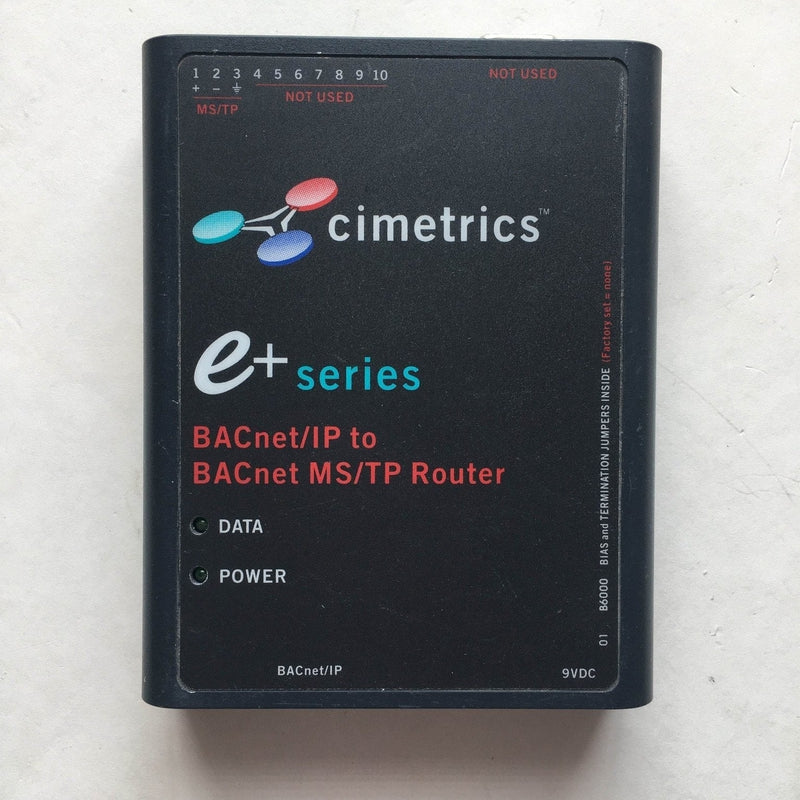 1 2 3 4 5 6 7 8 9 10
+ −
MS/TP
NOT USED
NOT USED
cimetrics™
e+ series
BACnet/IP to
BACnet MS/TP Router
DATA
POWER
BACnet/IP
9VDC
01 B6000 BIAS and TERMINATION JUMPERS INSIDE (Factory set = none)